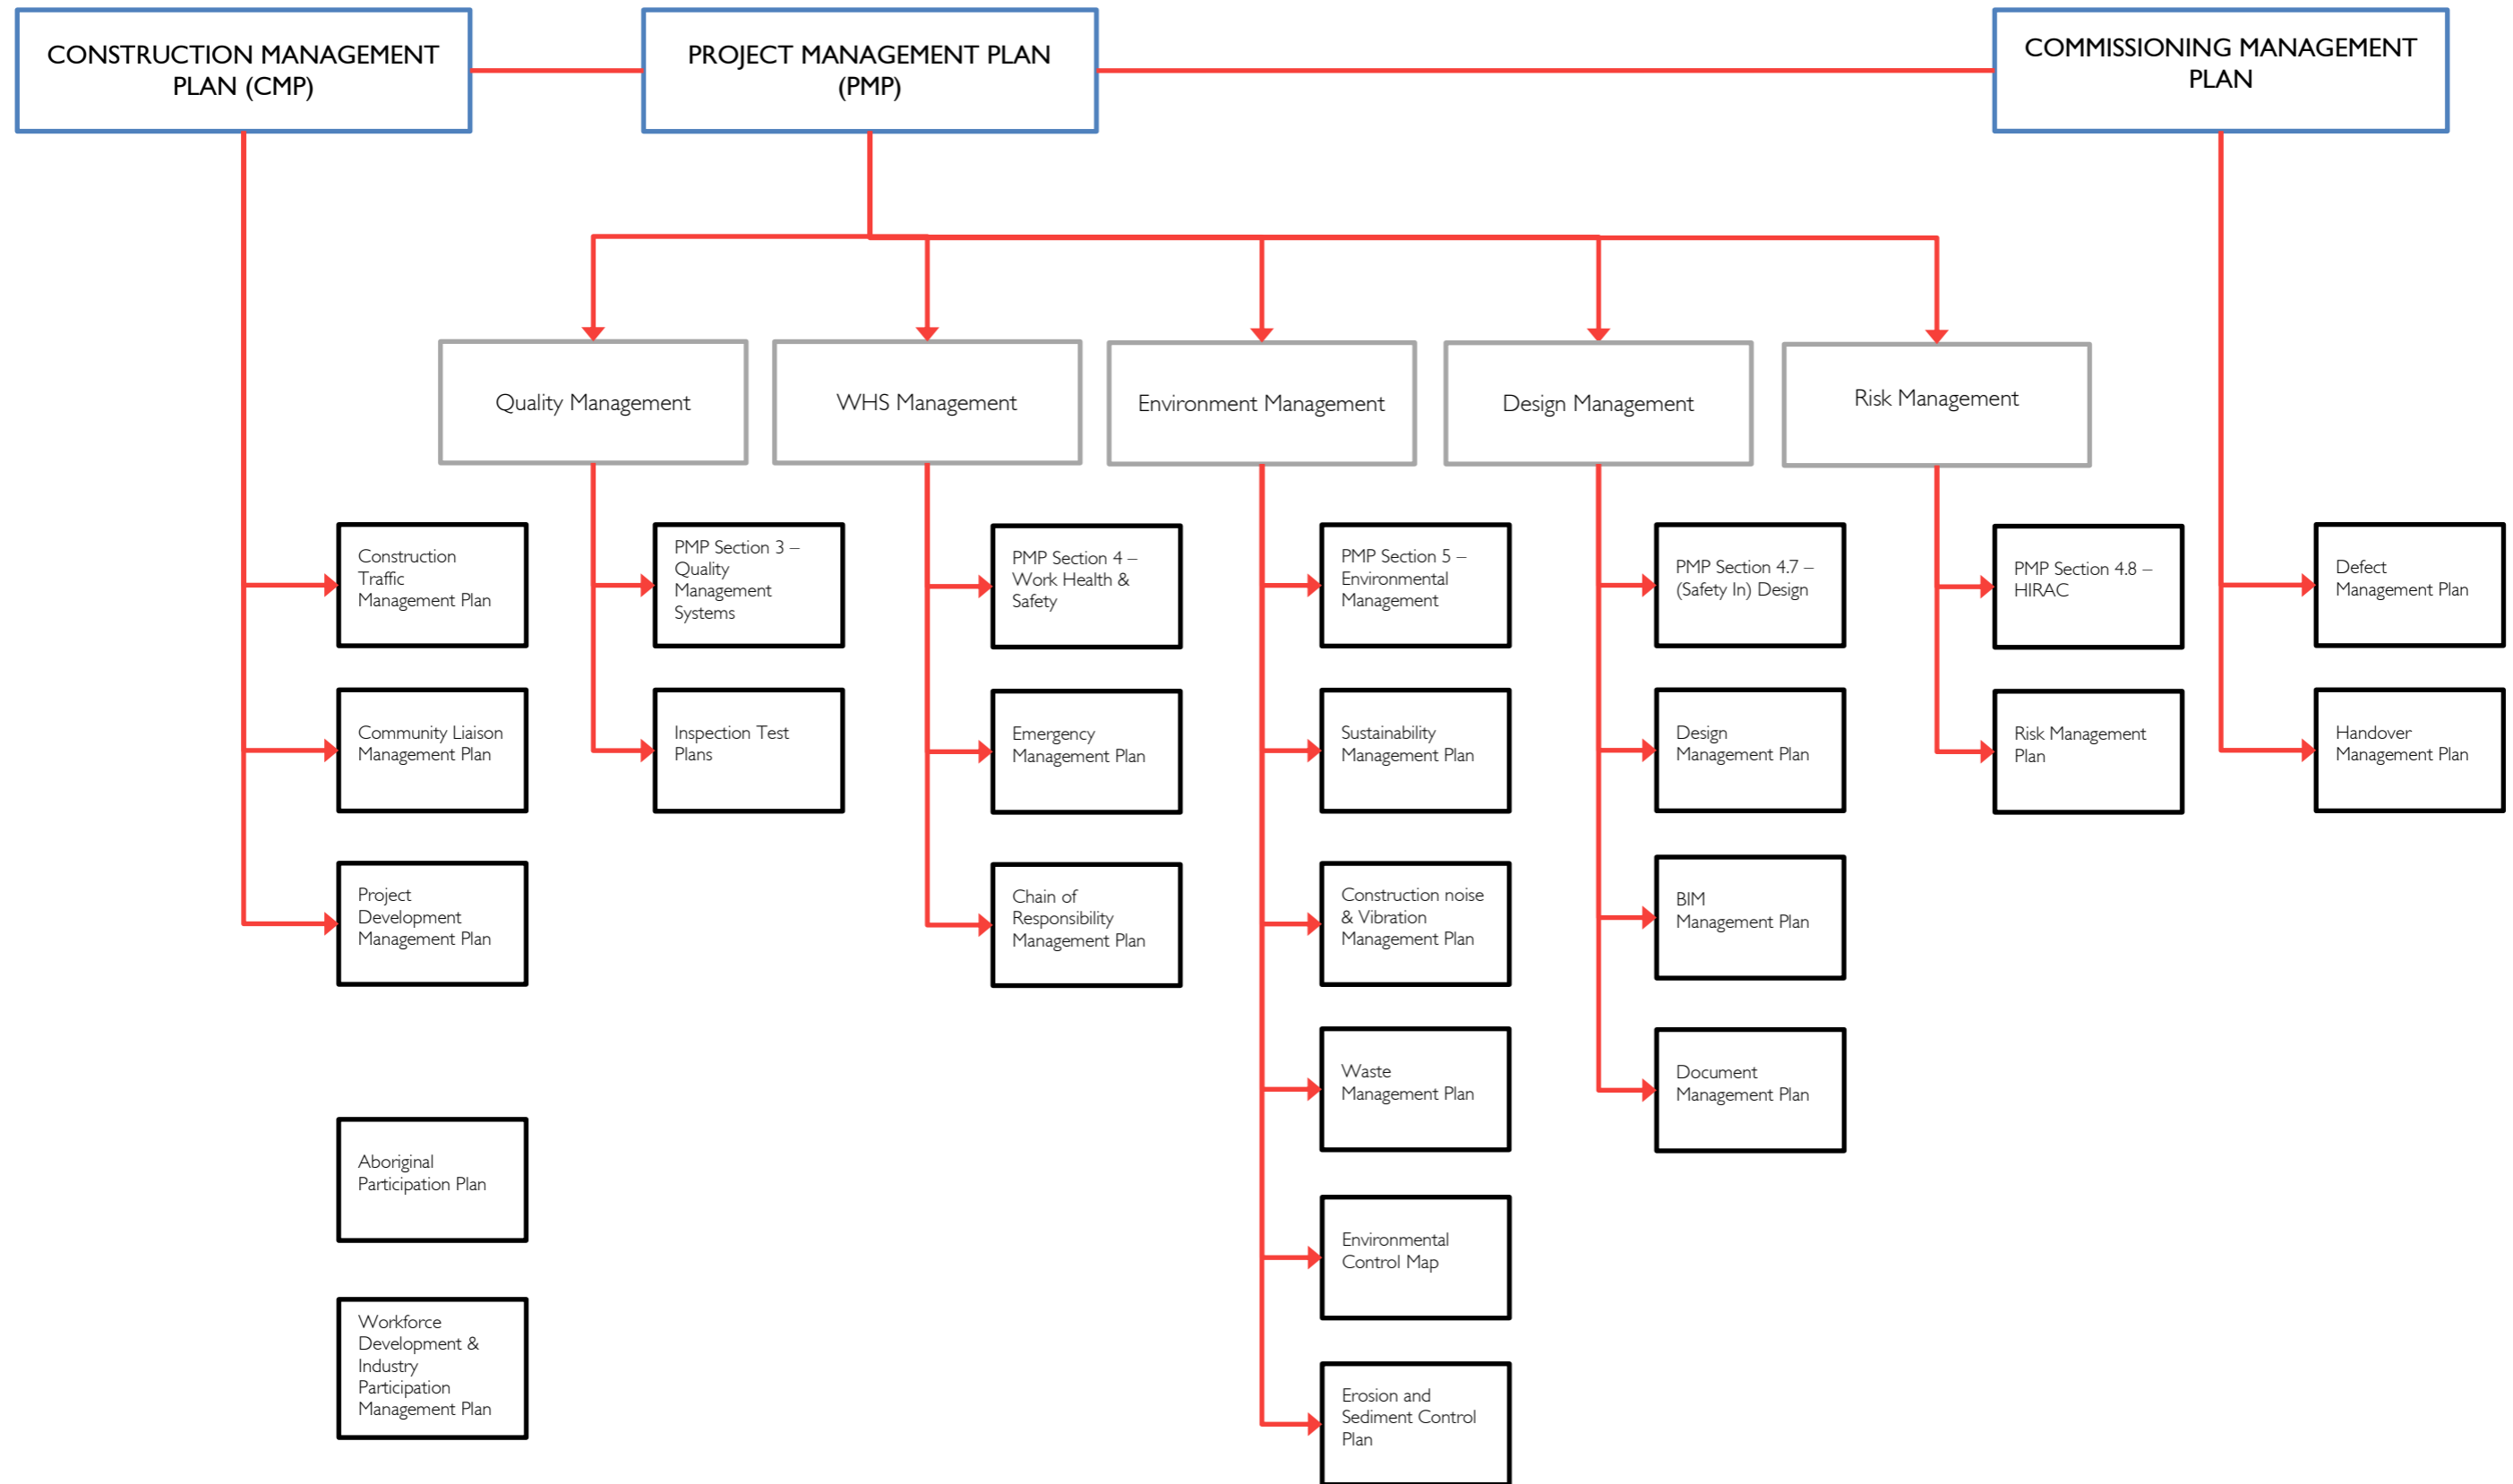 CONSTRUCTION MANAGEMENT
PLAN (CMP)
PROJECT MANAGEMENT PLAN
(PMP)
COMMISSIONING MANAGEMENT
PLAN
Quality Management
WHS Management
Environment Management
Design Management
Risk Management
Construction
Traffic
Management Plan
PMP Section 3 –
Quality
Management
Systems
PMP Section 4 –
Work Health &
Safety
PMP Section 5 –
Environmental
Management
PMP Section 4.7 –
(Safety In) Design
PMP Section 4.8 –
HIRAC
Defect
Management Plan
Community Liaison
Management Plan
Inspection Test
Plans
Emergency
Management Plan
Sustainability
Management Plan
Design
Management Plan
Risk Management
Plan
Handover
Management Plan
Project
Development
Management Plan
Chain of
Responsibility
Management Plan
Construction noise
& Vibration
Management Plan
BIM
Management Plan
Waste
Management Plan
Document
Management Plan
Aboriginal
Participation Plan
Environmental
Control Map
Workforce
Development &
Industry
Participation
Management Plan
Erosion and
Sediment Control
Plan